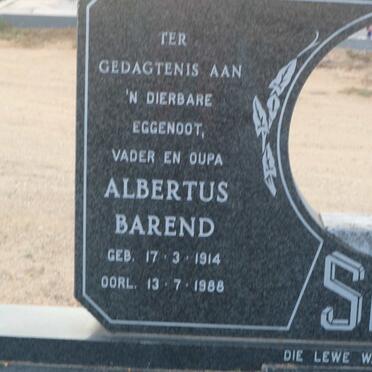 TER
GEDAGTENIS AAN
'N DIERBARE
EGGENOOT,
VADER EN OUPA
ALBERTUS
BAREND
GEB. 17·3·1914
OORL. 13·7·1988
S
DIE LEWE